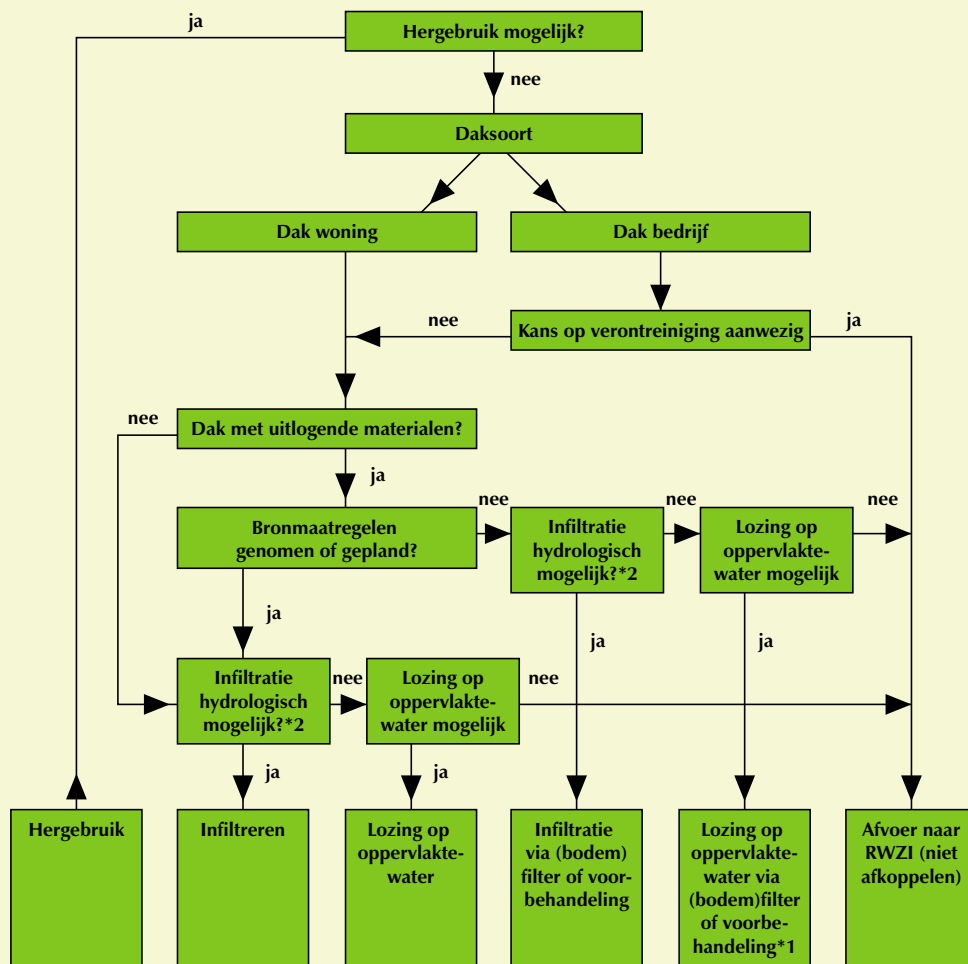 ja
Hergebruik mogelijk?
nee
Daksoort
Dak woning
Dak bedrijf
nee
Kans op verontreiniging aanwezig
ja
nee
Dak met uitlogende materialen?
ja
Bronmaatregelen
genomen of gepland?
nee
Infiltratie
hydrologisch
mogelijk?*2
nee
Lozing op
oppervlakte-
water mogelijk
nee
ja
ja
ja
Infiltratie
hydrologisch
mogelijk?*2
nee
Lozing op
oppervlakte-
water mogelijk
nee
ja
ja
Hergebruik
Infiltreren
Lozing op
oppervlakte-
water
Infiltratie
via (bodem)
filter of voor-
behandeling
Lozing op
oppervlakte-
water via
(bodem)filter
of voorbe-
handeling*1
Afvoer naar
RWZI (niet
afkoppelen)